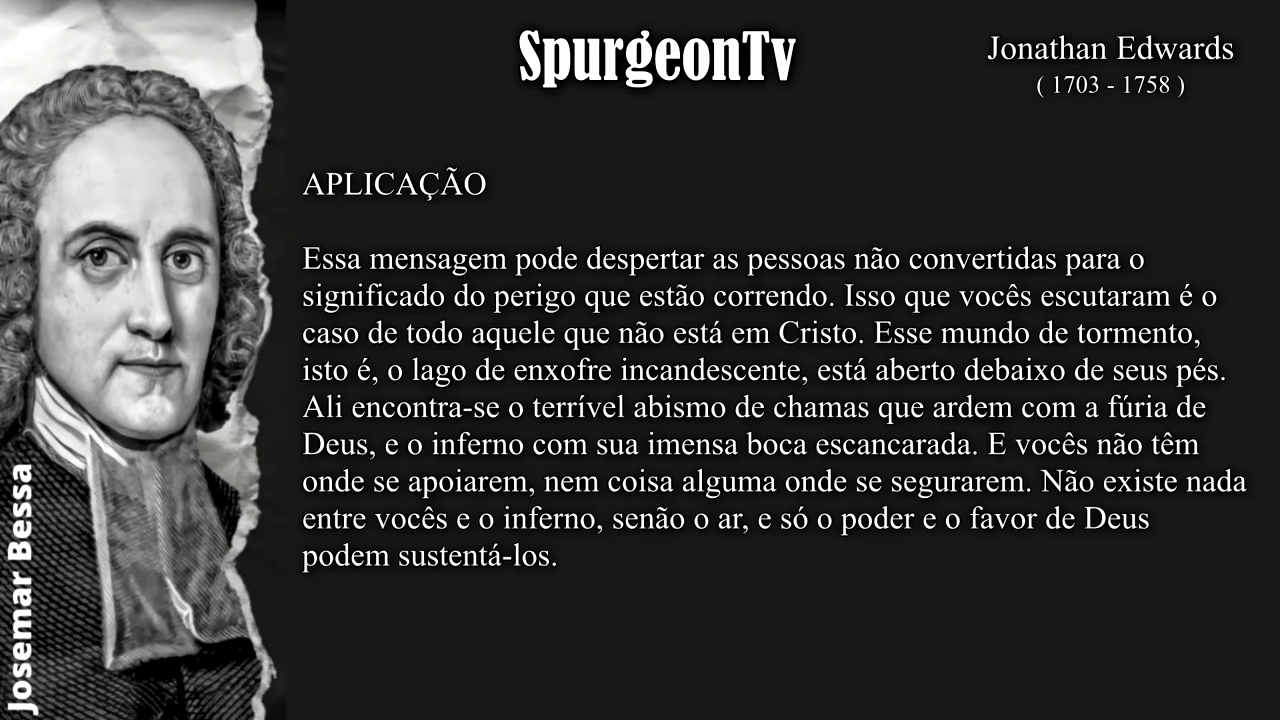 SpurgeonTv
Jonathan Edwards
( 1703 - 1758 )
APLICAÇÃO
Essa mensagem pode despertar as pessoas não convertidas para o
significado do perigo que estão correndo. Isso que vocês escutaram é o
caso de todo aquele que não está em Cristo. Esse mundo de tormento,
isto é, o lago de enxofre incandescente, está aberto debaixo de seus pés.
Ali encontra-se o terrível abismo de chamas que ardem com a fúria de
Deus, e o inferno com sua imensa boca escancarada. E vocês não têm
onde se apoiarem, nem coisa alguma onde se segurarem. Não existe nada
entre vocês e o inferno, senão o ar, e só o poder e o favor de Deus
podem sustentá-los.
Josemar Bessa